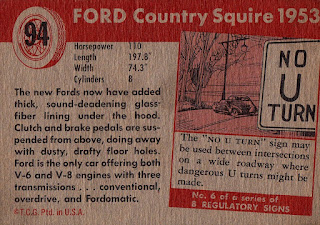 94
FORD Country Squire 1953
Horsepower 110
Length 197.8"
Width 74.3"
Cylinders 8
The new Fords now have added
thick, sound-deadening glass-
fiber lining under the hood.
Clutch and brake pedals are sus-
pended from above, doing away
with dusty, drafty floor holes.
Ford is the only car offering both
V-6 and V-8 engines with three
transmissions . . . conventional,
overdrive, and Fordomatic.
©T.C.G. Ptd. in U.S.A.
NO
U
TURN
The "NO U TURN" sign may
be used between intersections
on a wide roadway where
dangerous U turns might be
made.
No. 6 of a series of
8 REGULATORY SIGNS